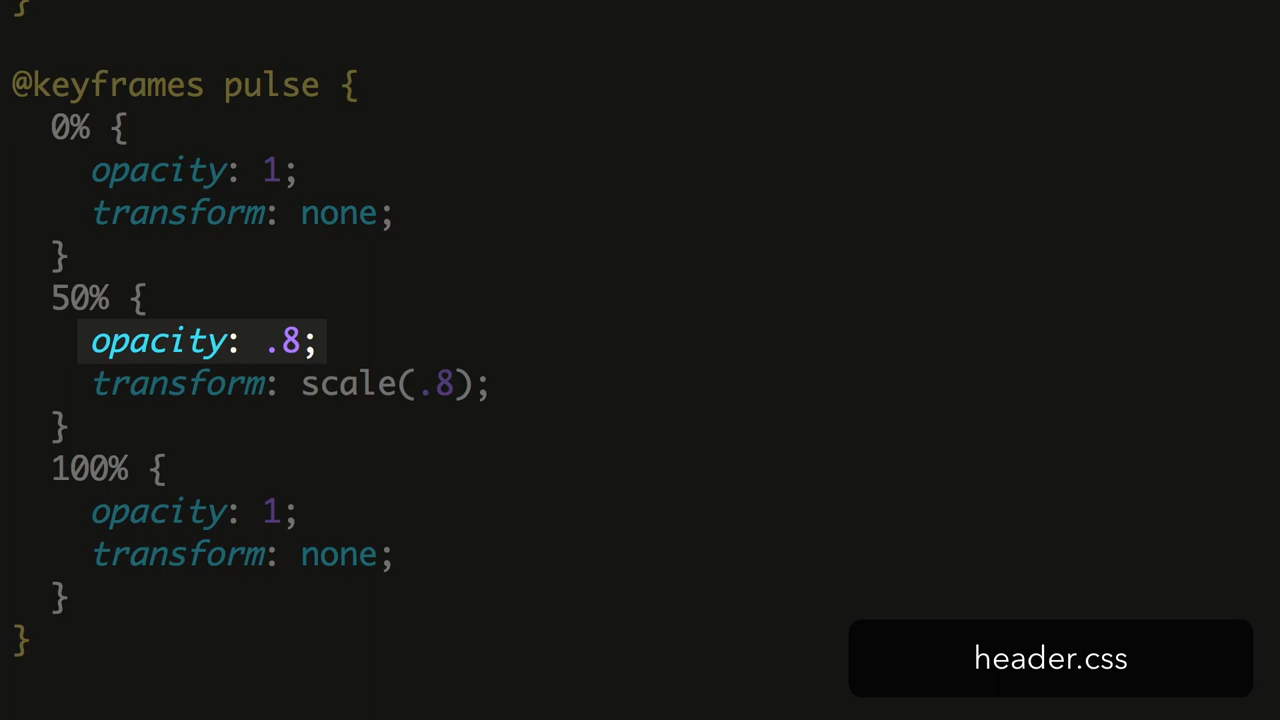 }
@keyframes pulse {
  0% {
    opacity: 1;
    transform: none;
  }
  50% {
    opacity: .8;
    transform: scale(.8);
  }
  100% {
    opacity: 1;
    transform: none;
  }
}
header.css